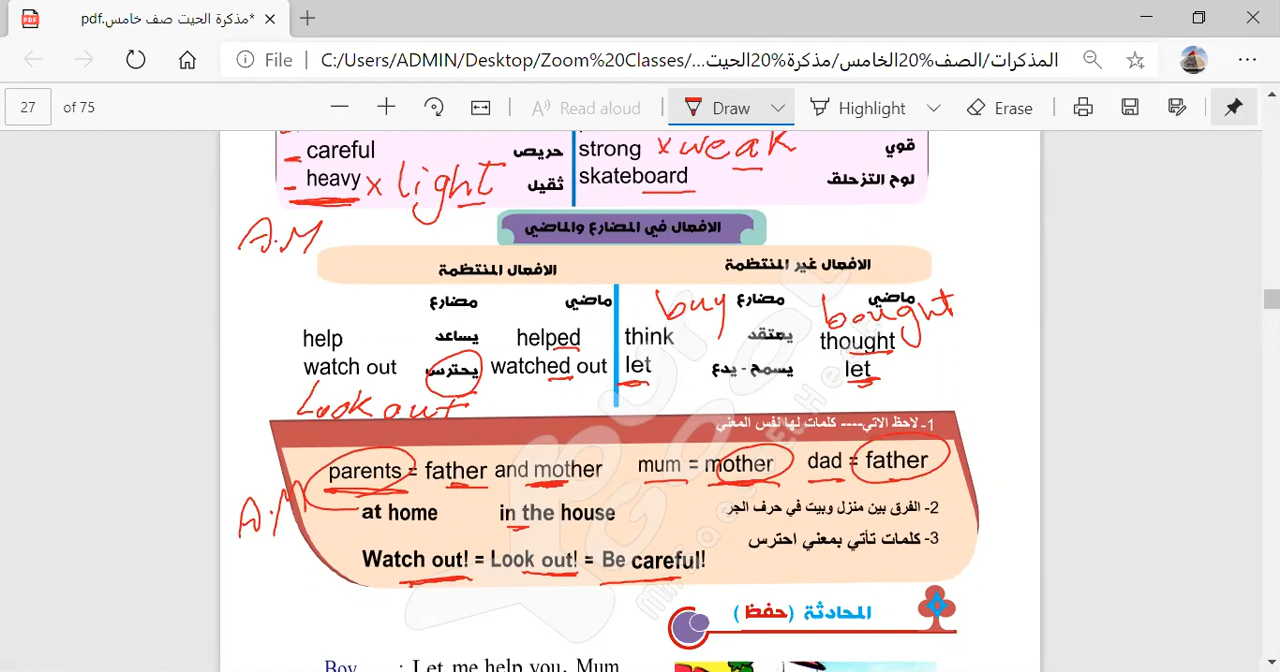 مذكرة الحيت صف خامس.pdf*
File C:/Users/ADMIN/Desktop/Zoom%20Classes/المذكرات/الصف%20الخامس/مذكرة%20الحيت...
27 of 75 Read aloud Draw Highlight Erase
careful حريص strong x weak قوي
heavy x light ثقيل skateboard لوح التزحلق
A.M
الافعال في المضارع والماضي
الافعال المنتظمة الافعال غير المنتظمة
مضارع ماضي buy مضارع bought ماضي
help يساعد helped think يعتقد thought
watch out يحترس watched out let يسمح - يدع let
Look out
1- لاحظ الاتي---- كلمات لها نفس المعني
parents = father and mother mum = mother dad = father
A.M
at home in the house 2- الفرق بين منزل وبيت في حرف الجر
3- كلمات تأتي بمعني احترس
Watch out! = Look out! = Be careful!
المحادثة (حفظ)
Boy : Let me help you, Mum